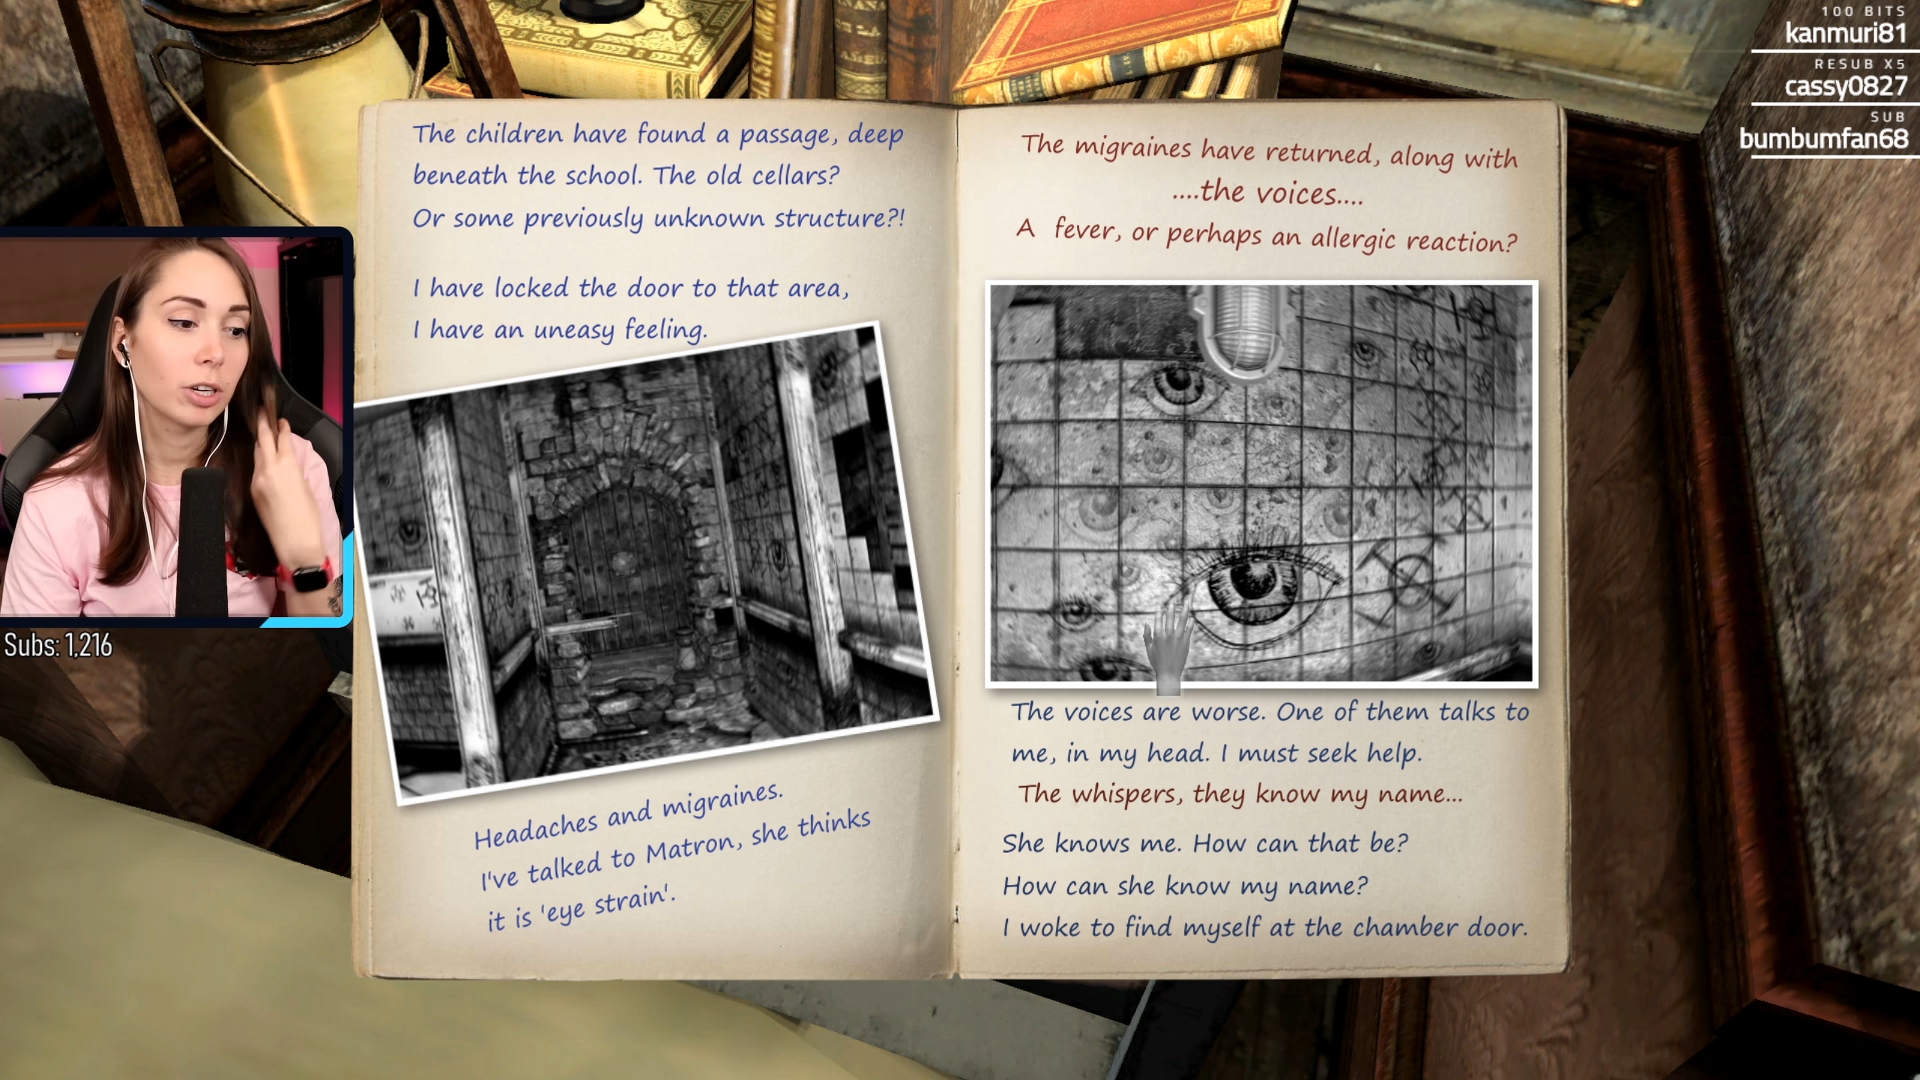 100 BITS
kanmuri81
RESUB X5
cassy0827
SUB
bumbumfan68
The children have found a passage, deep
beneath the school. The old cellars?
Or some previously unknown structure?!
I have locked the door to that area,
I have an uneasy feeling.
Headaches and migraines.
I've talked to Matron, she thinks
it is 'eye strain'.
The migraines have returned, along with
....the voices....
A fever, or perhaps an allergic reaction?
The voices are worse. One of them talks to
me, in my head. I must seek help.
The whispers, they know my name...
She knows me. How can that be?
How can she know my name?
I woke to find myself at the chamber door.
Subs: 1,216